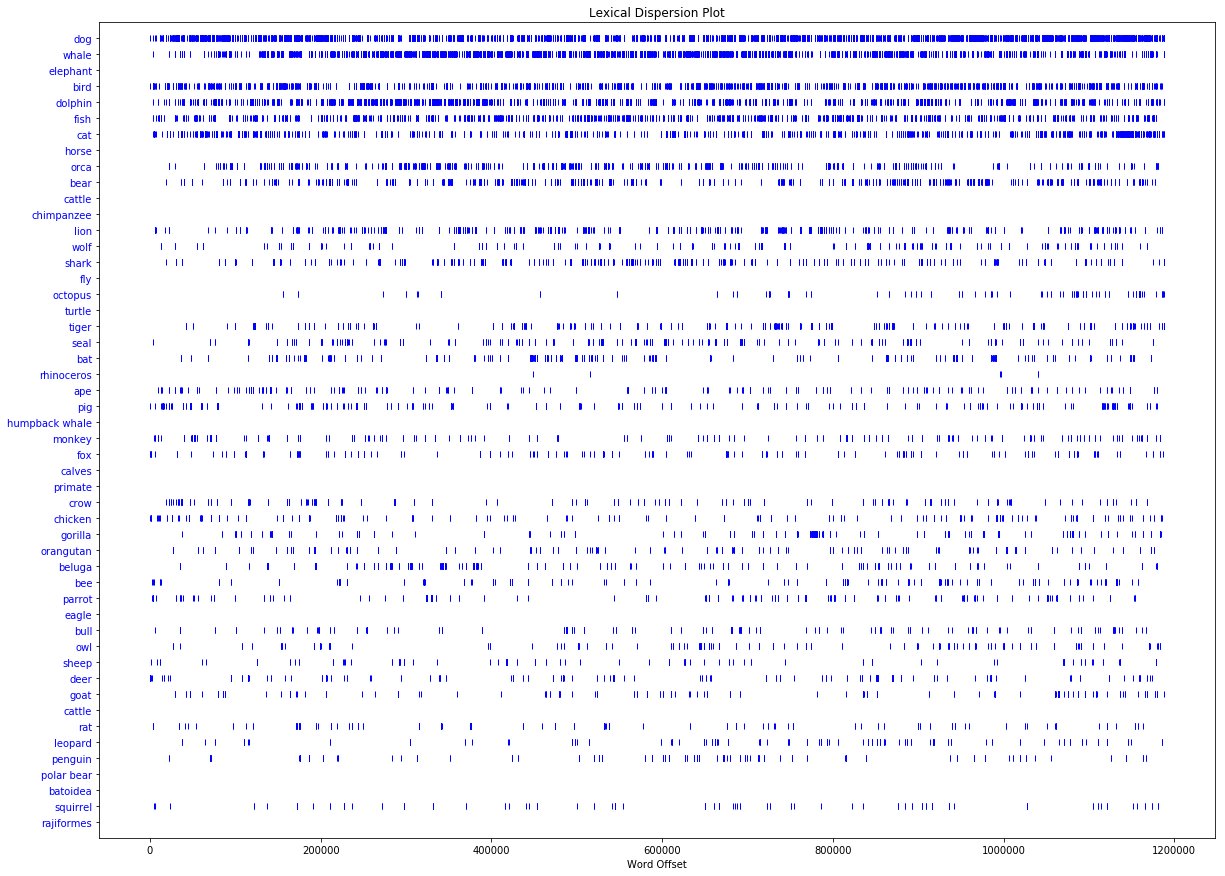 Lexical Dispersion Plot
dog
whale
elephant
bird
dolphin
fish
cat
horse
orca
bear
cattle
chimpanzee
lion
wolf
shark
fly
octopus
turtle
tiger
seal
bat
rhinoceros
ape
pig
humpback whale
monkey
fox
calves
primate
crow
chicken
gorilla
orangutan
beluga
bee
parrot
eagle
bull
owl
sheep
deer
goat
cattle
rat
leopard
penguin
polar bear
batoidea
squirrel
rajiformes
0 200000 400000 600000 800000 1000000 1200000
Word Offset